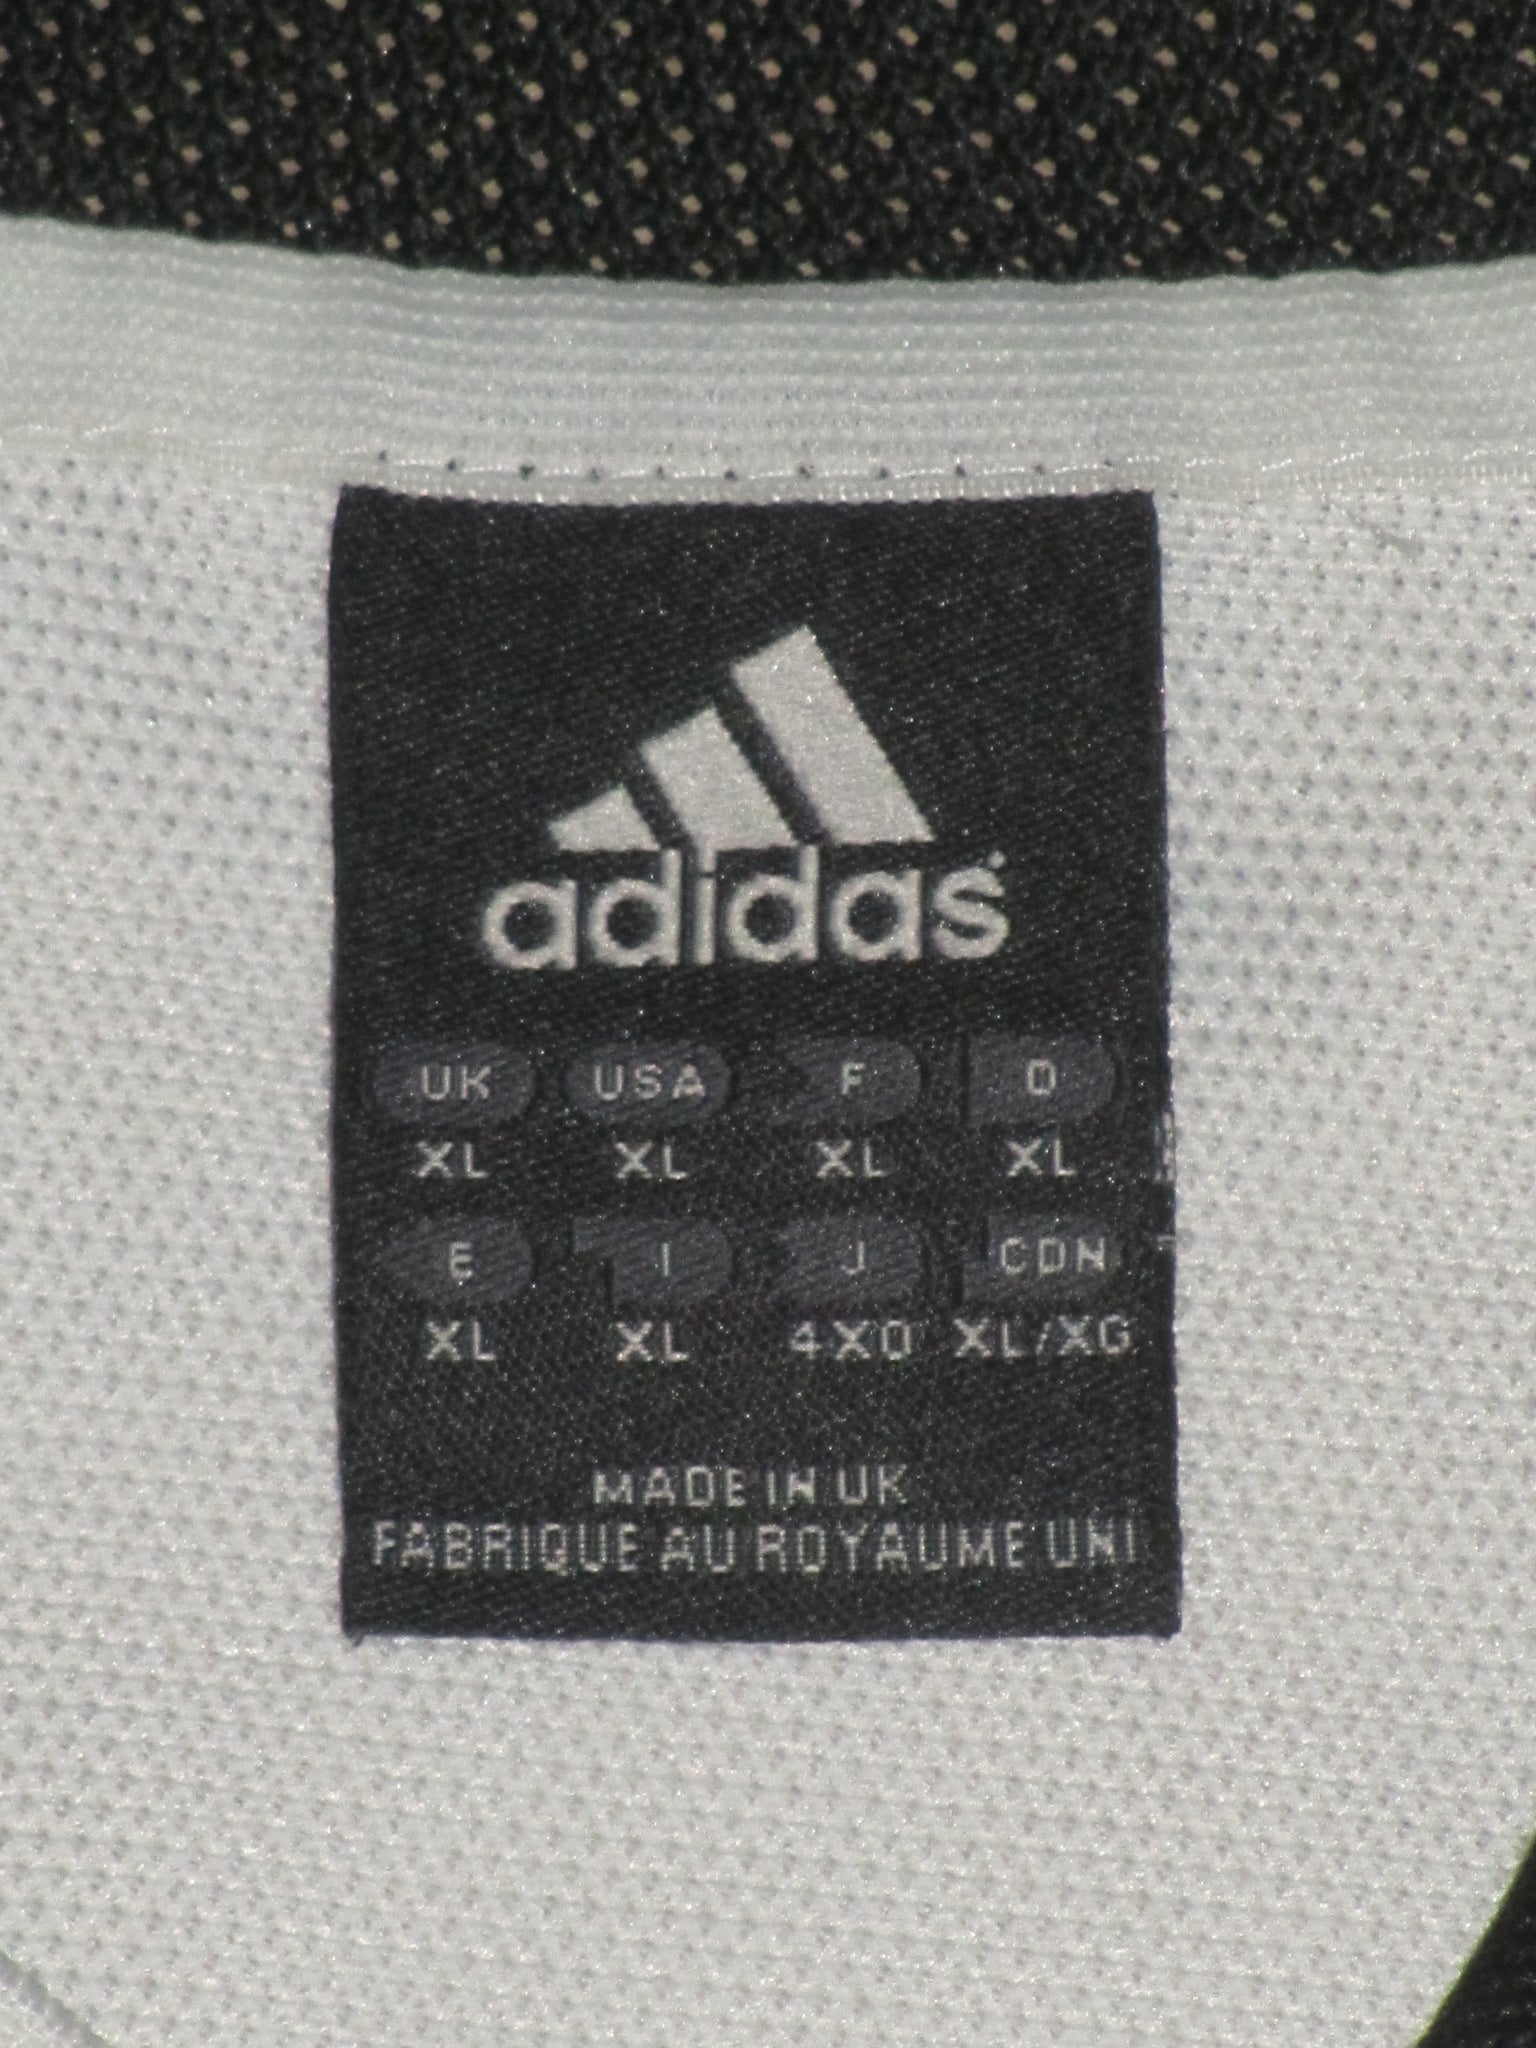 adidas
UK USA F D
XL XL XL XL
E I J CDN
XL XL 4XO XL/XG
MADE IN UK
FABRIQUE AU ROYAUME UNI